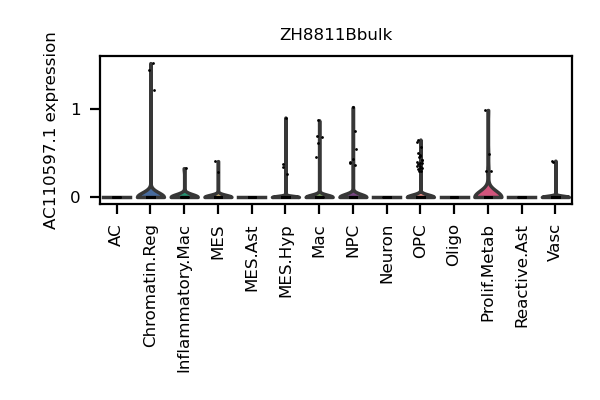 ZH8811Bbulk
AC110597.1 expression
1
0
AC
Chromatin.Reg
Inflammatory.Mac
MES
MES.Ast
MES.Hyp
Mac
NPC
Neuron
OPC
Oligo
Prolif.Metab
Reactive.Ast
Vasc